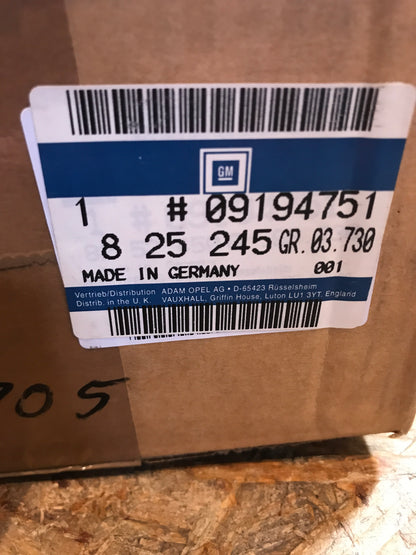 GM
1 # 09194751
8 25 245 GR.03.730
MADE IN GERMANY 001
Vertrieb/Distribution ADAM OPEL AG • D-65423 Rüsselsheim
Distrib. in the U. K. VAUXHALL, Griffin House, Luton LU1 3YT, England
05